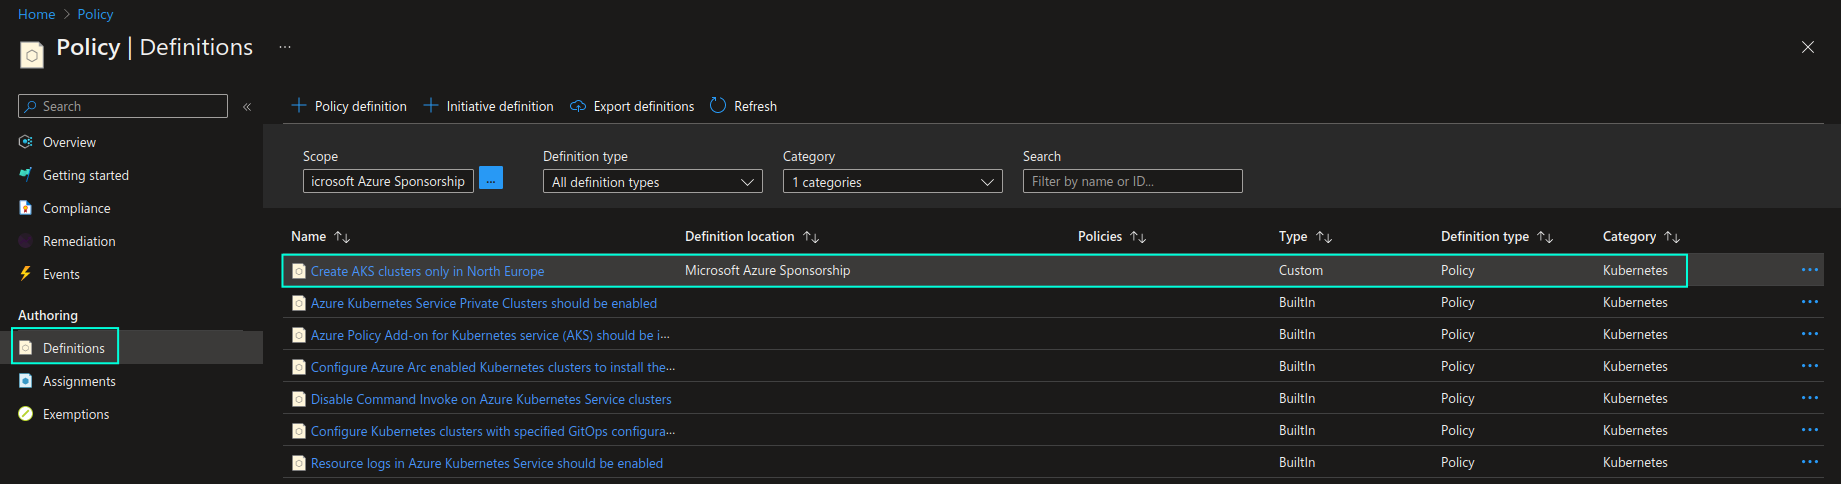 Home > Policy
Policy | Definitions ...
Search «
Overview
Getting started
Compliance
Remediation
Events
Authoring
Definitions
Assignments
Exemptions
+ Policy definition + Initiative definition Export definitions Refresh
Scope Definition type Category Search
icrosoft Azure Sponsorship ... All definition types 1 categories Filter by name or ID...
Name ↑↓ Definition location ↑↓ Policies ↑↓ Type ↑↓ Definition type ↑↓ Category ↑↓
Create AKS clusters only in North Europe Microsoft Azure Sponsorship Custom Policy Kubernetes ...
Azure Kubernetes Service Private Clusters should be enabled BuiltIn Policy Kubernetes ...
Azure Policy Add-on for Kubernetes service (AKS) should be i... BuiltIn Policy Kubernetes ...
Configure Azure Arc enabled Kubernetes clusters to install the... BuiltIn Policy Kubernetes ...
Disable Command Invoke on Azure Kubernetes Service clusters BuiltIn Policy Kubernetes ...
Configure Kubernetes clusters with specified GitOps configura... BuiltIn Policy Kubernetes ...
Resource logs in Azure Kubernetes Service should be enabled BuiltIn Policy Kubernetes ...